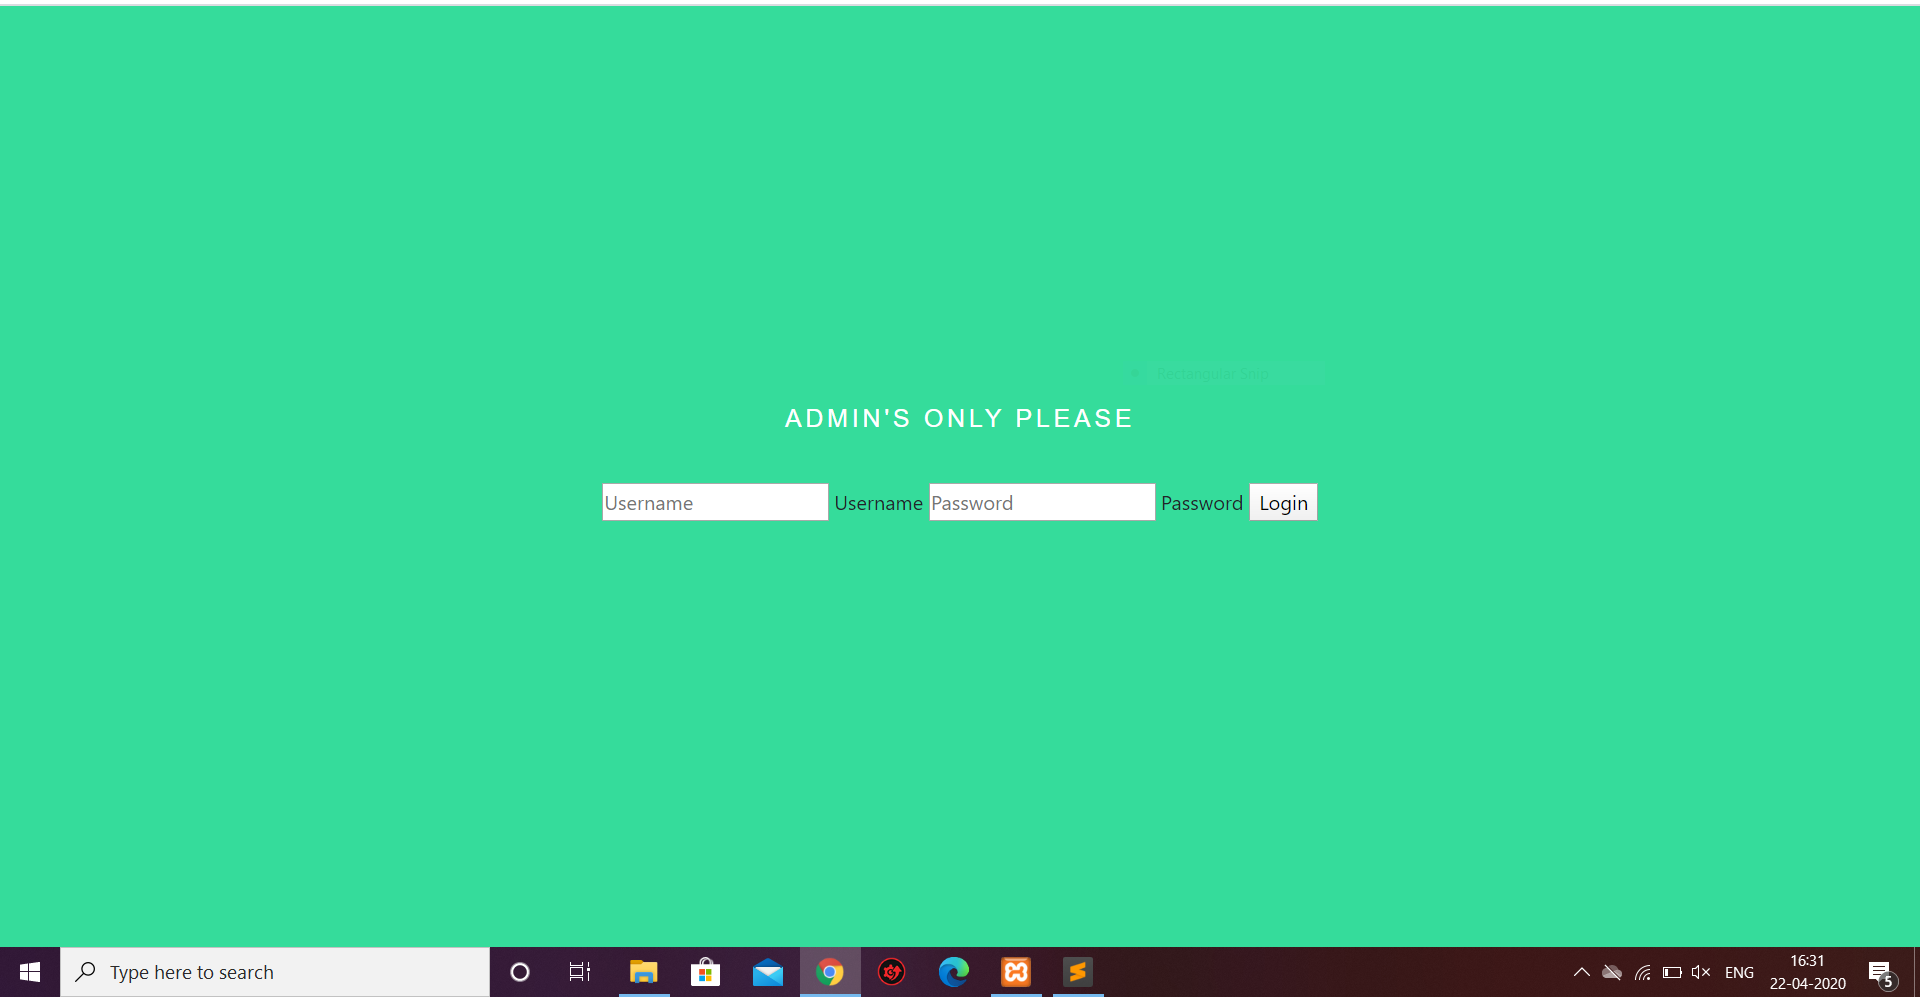 Rectangular Snip
ADMIN'S ONLY PLEASE
Username Username Password Password Login
Type here to search
ENG
16:31
22-04-2020
5